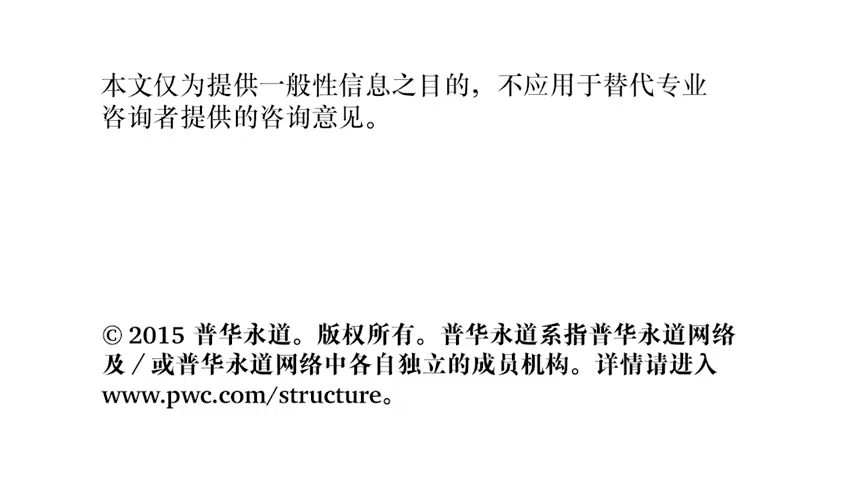 本文仅为提供一般性信息之目的，不应用于替代专业
咨询者提供的咨询意见。
© 2015 普华永道。版权所有。普华永道系指普华永道网络
及/或普华永道网络中各自独立的成员机构。详情请进入
www.pwc.com/structure。